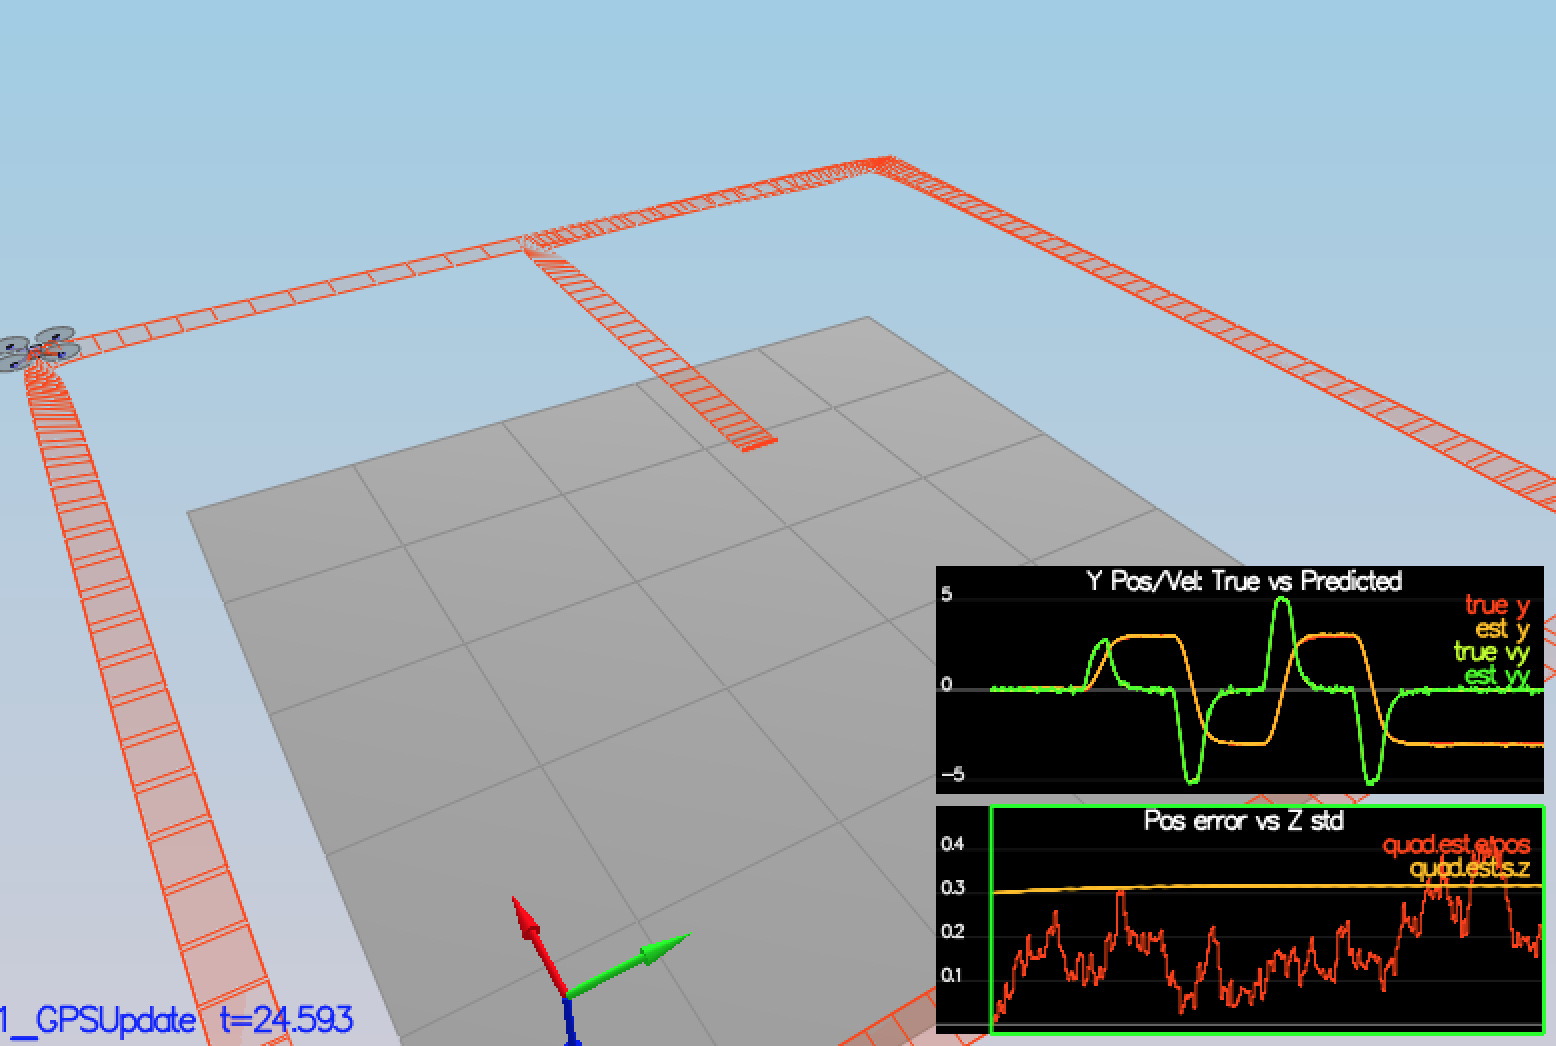 Y Pos/Vel: True vs Predicted
5
true y
est y
true vy
est vy
0
−5
Pos error vs Z std
0.4
quad.est.e.pos
quad.est.s.z
0.3
0.2
0.1
1_GPSUpdate t=24.593